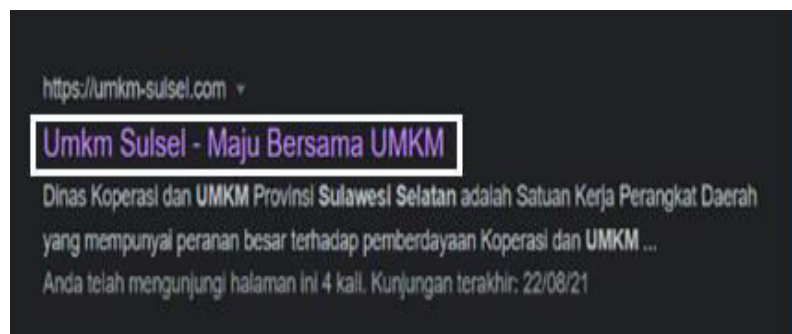 https://umkm-sulsel.com
Umkm Sulsel - Maju Bersama UMKM
Dinas Koperasi dan UMKM Provinsi Sulawesi Selatan adalah Satuan Kerja Perangkat Daerah
yang mempunyai peranan besar terhadap pemberdayaan Koperasi dan UMKM ...
Anda telah mengunjungi halaman ini 4 kali. Kunjungan terakhir: 22/08/21